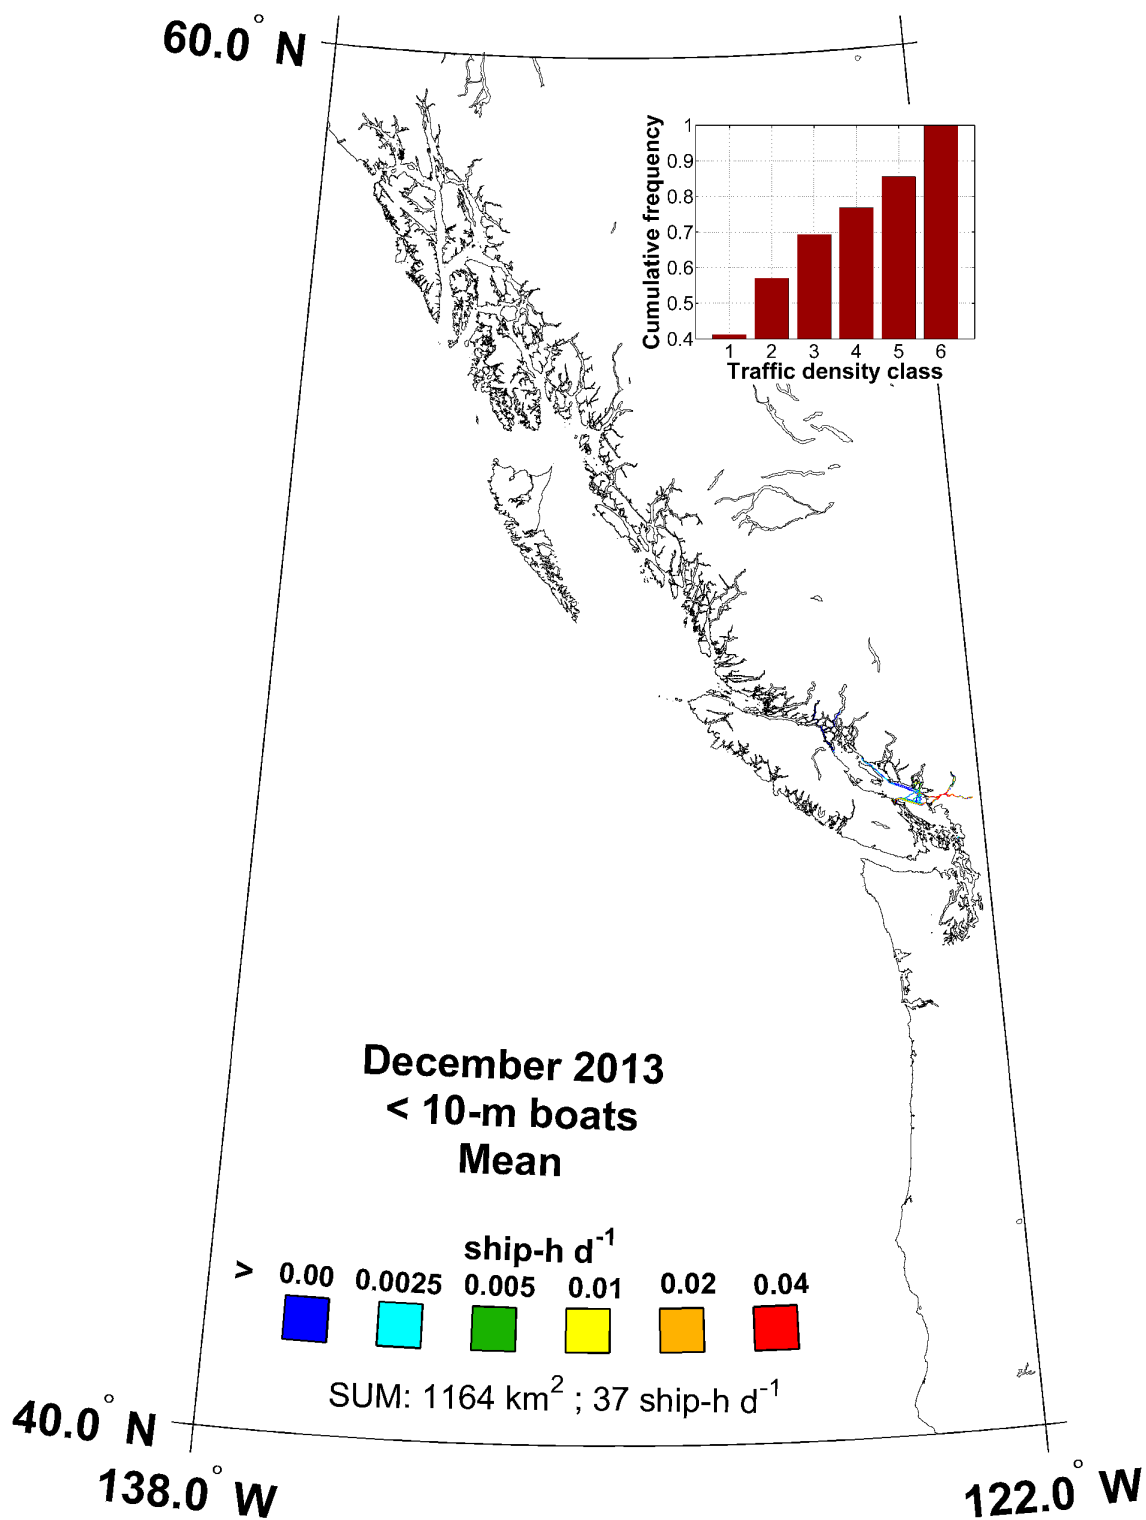 60.0° N
Cumulative frequency
1
0.9
0.8
0.7
0.6
0.5
0.4
1 2 3 4 5 6
Traffic density class
December 2013
< 10-m boats
Mean
ship-h d⁻¹
> 0.00 0.0025 0.005 0.01 0.02 0.04
SUM: 1164 km² ; 37 ship-h d⁻¹
40.0° N
138.0° W
122.0° W